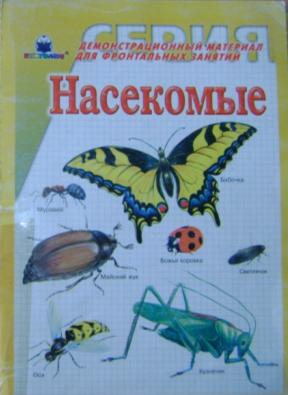 СЕРИЯ
ДЕМОНСТРАЦИОННЫЙ МАТЕРИАЛ
ДЛЯ ФРОНТАЛЬНЫХ ЗАНЯТИЙ
Насекомые
Бабочка
Муравей
Божья коровка
Светлячок
Майский жук
Оса
Кузнечик